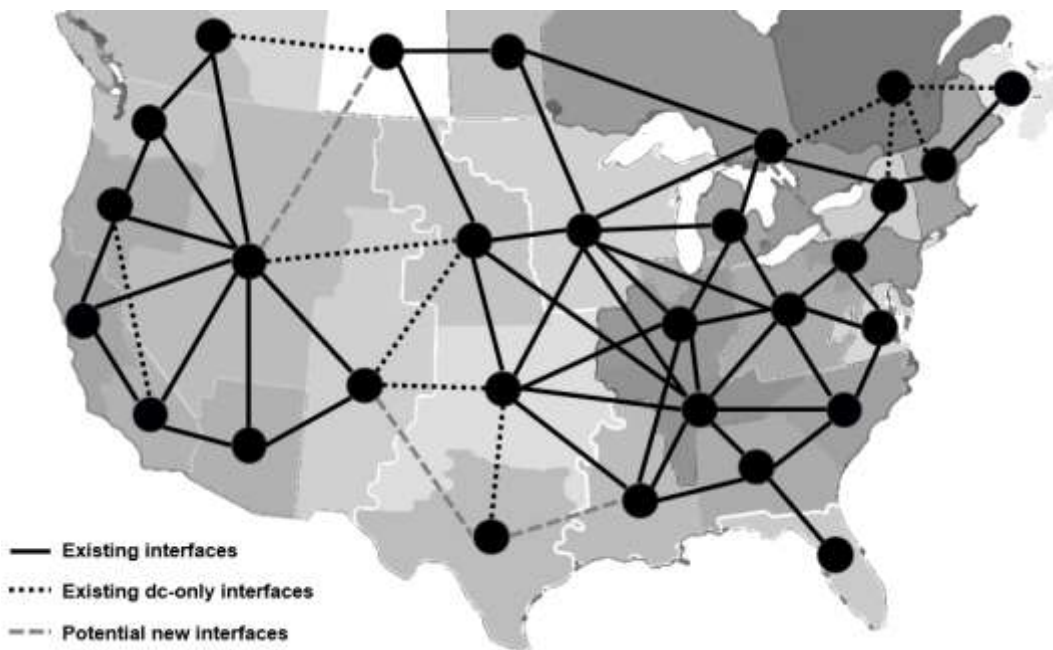 Existing interfaces
Existing dc-only interfaces
Potential new interfaces